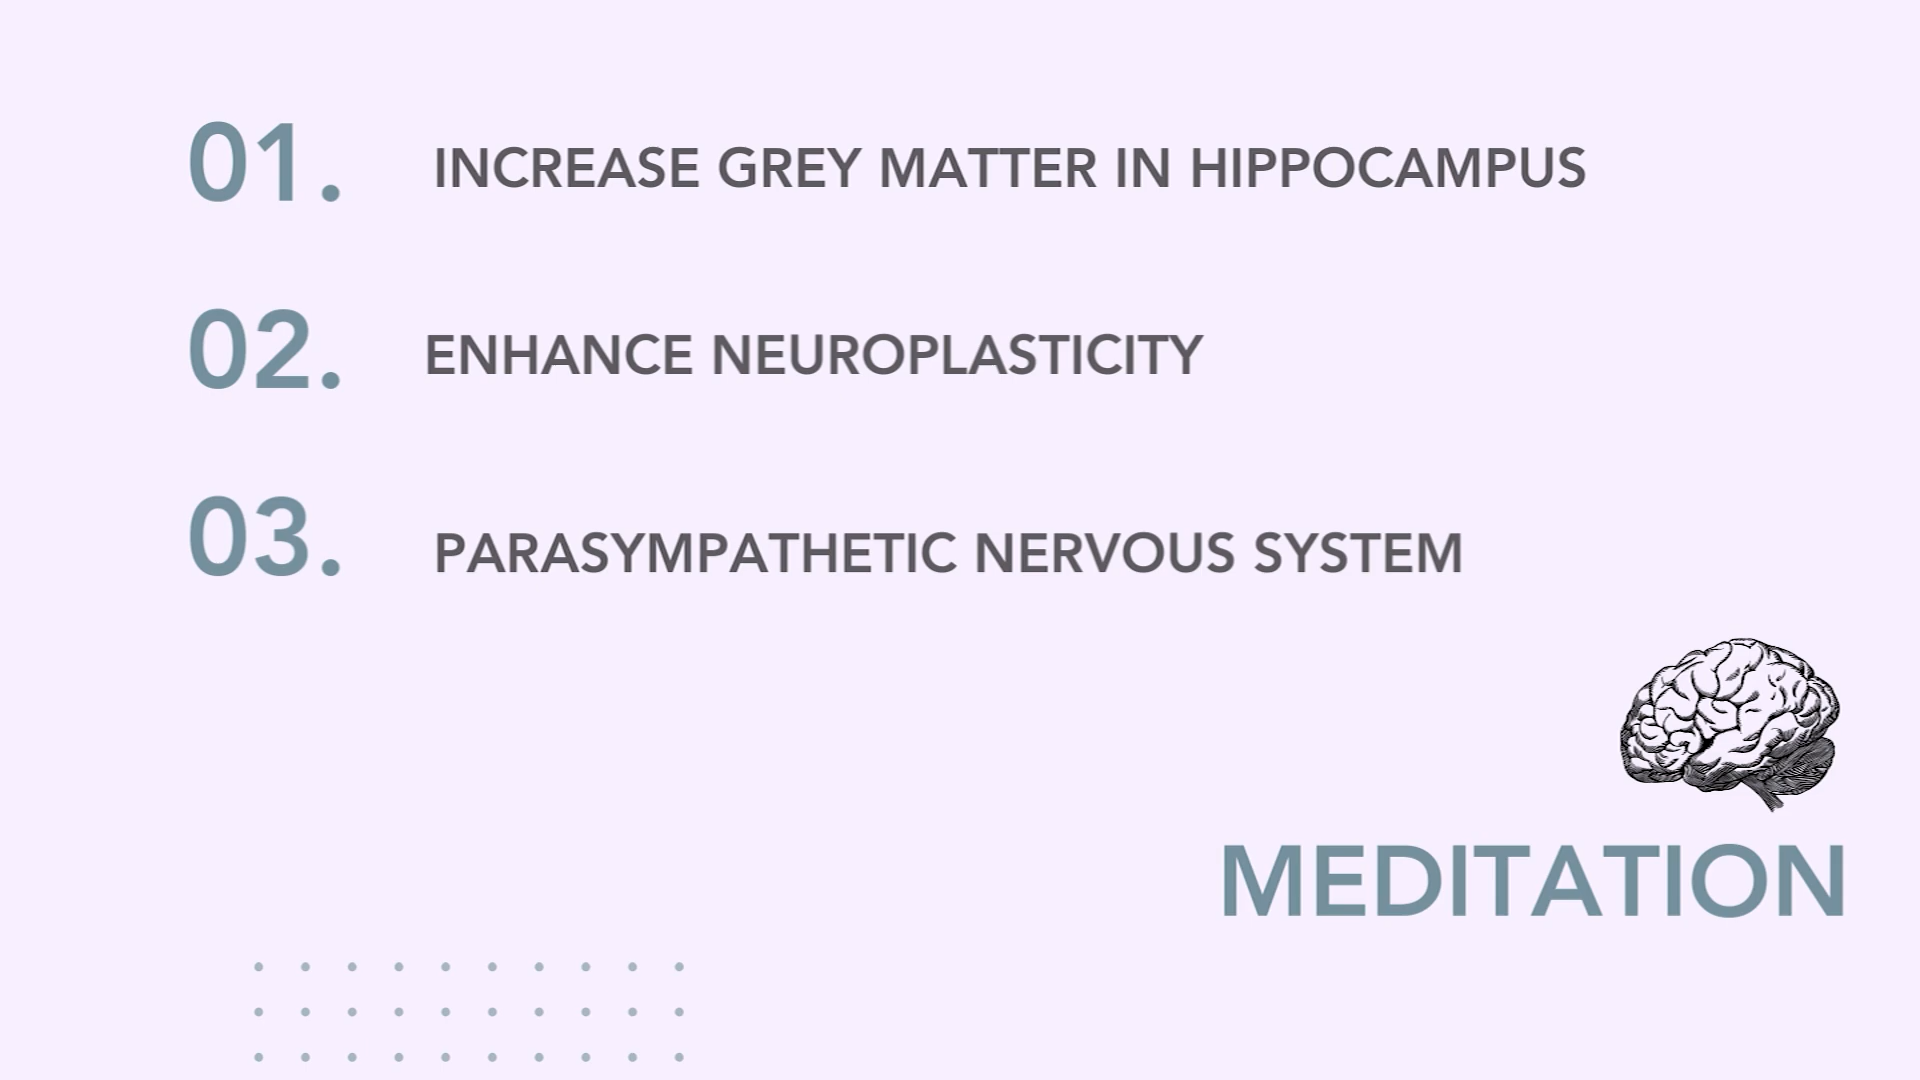 01. INCREASE GREY MATTER IN HIPPOCAMPUS
02. ENHANCE NEUROPLASTICITY
03. PARASYMPATHETIC NERVOUS SYSTEM
MEDITATION